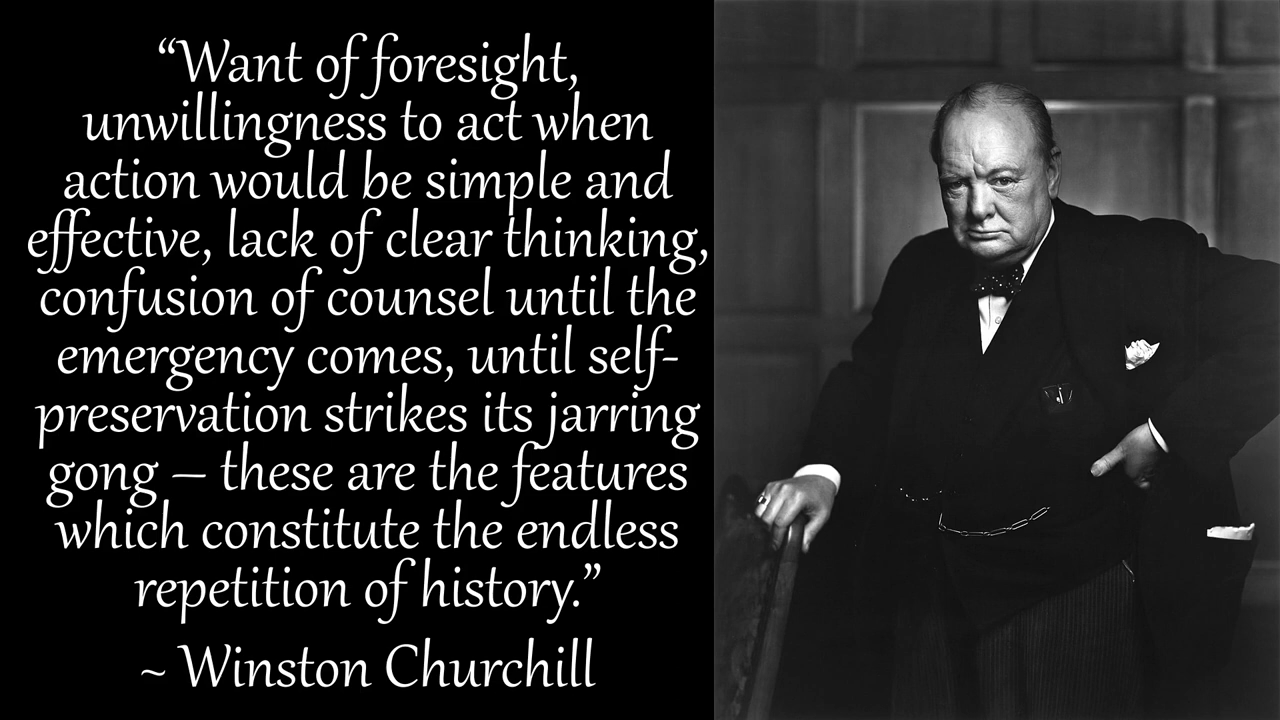 “Want of foresight,
unwillingness to act when
action would be simple and
effective, lack of clear thinking,
confusion of counsel until the
emergency comes, until self-
preservation strikes its jarring
gong – these are the features
which constitute the endless
repetition of history.”
~ Winston Churchill